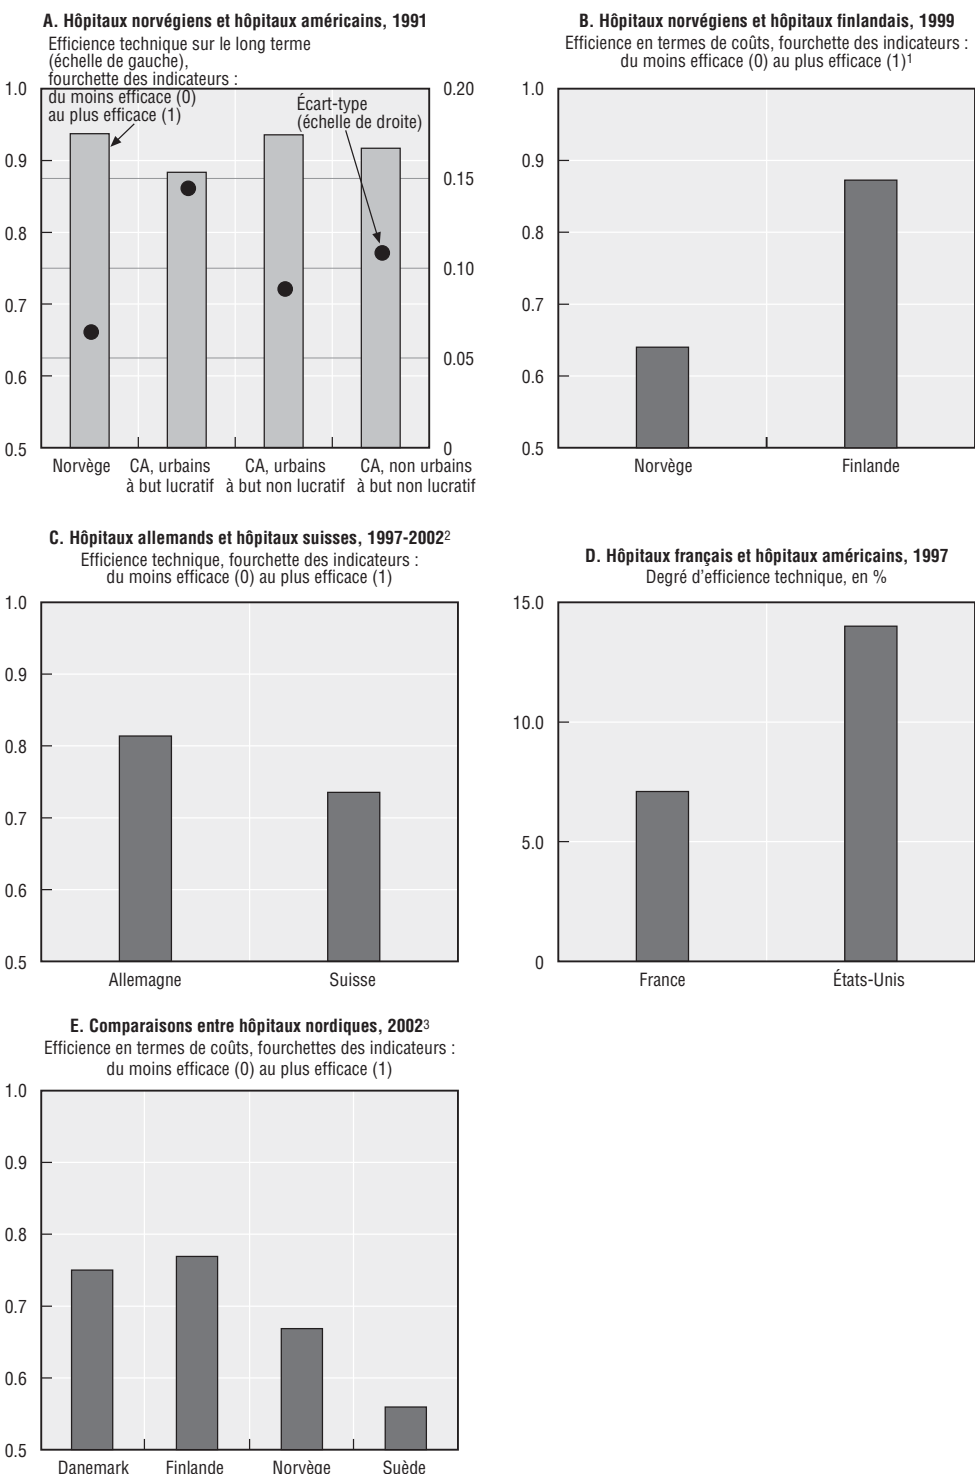 A. Hôpitaux norvégiens et hôpitaux américains, 1991
Efficience technique sur le long terme
(échelle de gauche),
fourchette des indicateurs :
du moins efficace (0)
au plus efficace (1)
Écart-type
(échelle de droite)
1.0
0.9
0.8
0.7
0.6
0.5
0.20
0.15
0.10
0.05
0
Norvège
CA, urbains
à but lucratif
CA, urbains
à but non lucratif
CA, non urbains
à but non lucratif
B. Hôpitaux norvégiens et hôpitaux finlandais, 1999
Efficience en termes de coûts, fourchette des indicateurs :
du moins efficace (0) au plus efficace (1)1
1.0
0.9
0.8
0.7
0.6
0.5
Norvège
Finlande
C. Hôpitaux allemands et hôpitaux suisses, 1997-20022
Efficience technique, fourchette des indicateurs :
du moins efficace (0) au plus efficace (1)
1.0
0.9
0.8
0.7
0.6
0.5
Allemagne
Suisse
D. Hôpitaux français et hôpitaux américains, 1997
Degré d'efficience technique, en %
15.0
10.0
5.0
0
France
États-Unis
E. Comparaisons entre hôpitaux nordiques, 20023
Efficience en termes de coûts, fourchettes des indicateurs :
du moins efficace (0) au plus efficace (1)
1.0
0.9
0.8
0.7
0.6
0.5
Danemark
Finlande
Norvège
Suède